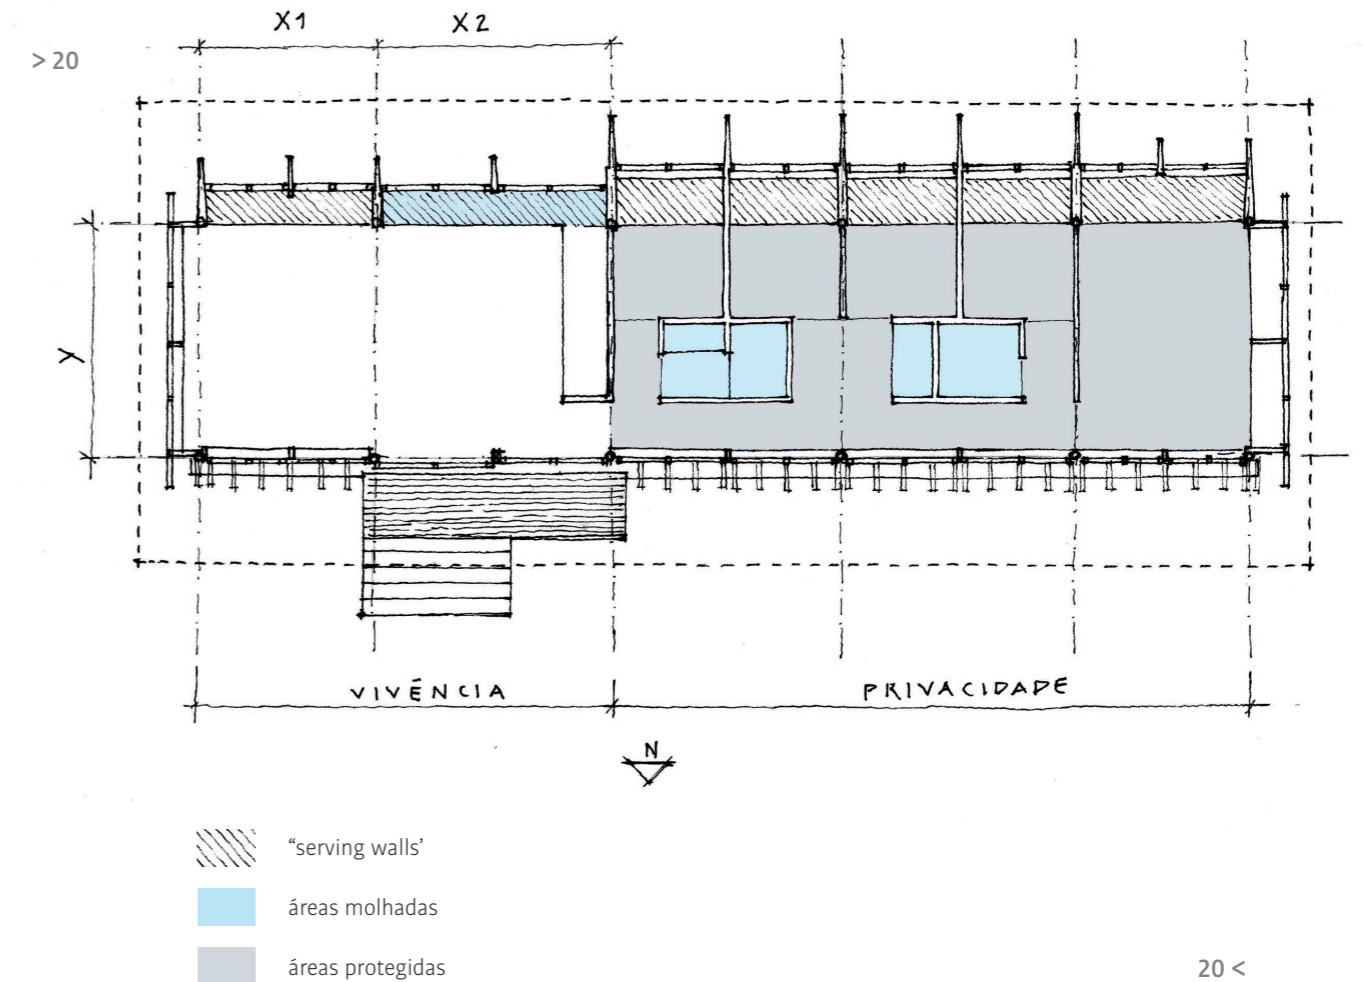 X1 X2
> 20
y
VIVÊNCIA PRIVACIDADE
N
“serving walls’
áreas molhadas
áreas protegidas
20 <